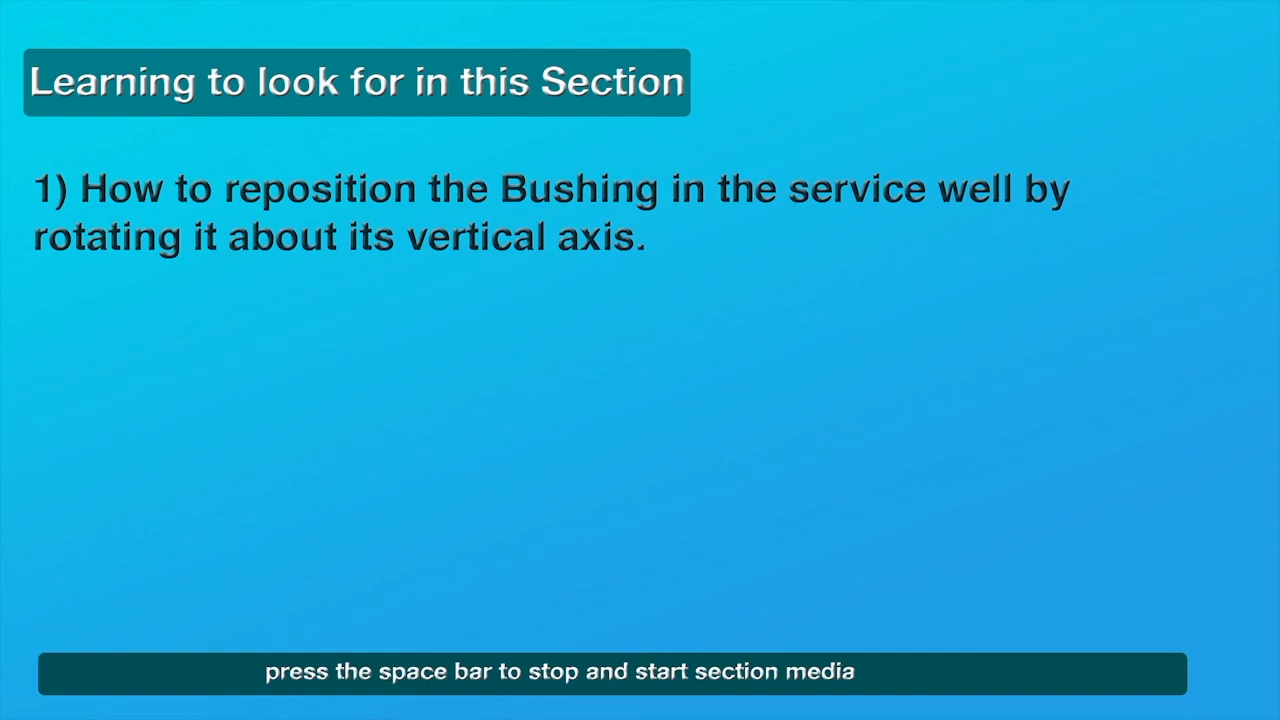 Learning to look for in this Section
1) How to reposition the Bushing in the service well by
rotating it about its vertical axis.
press the space bar to stop and start section media